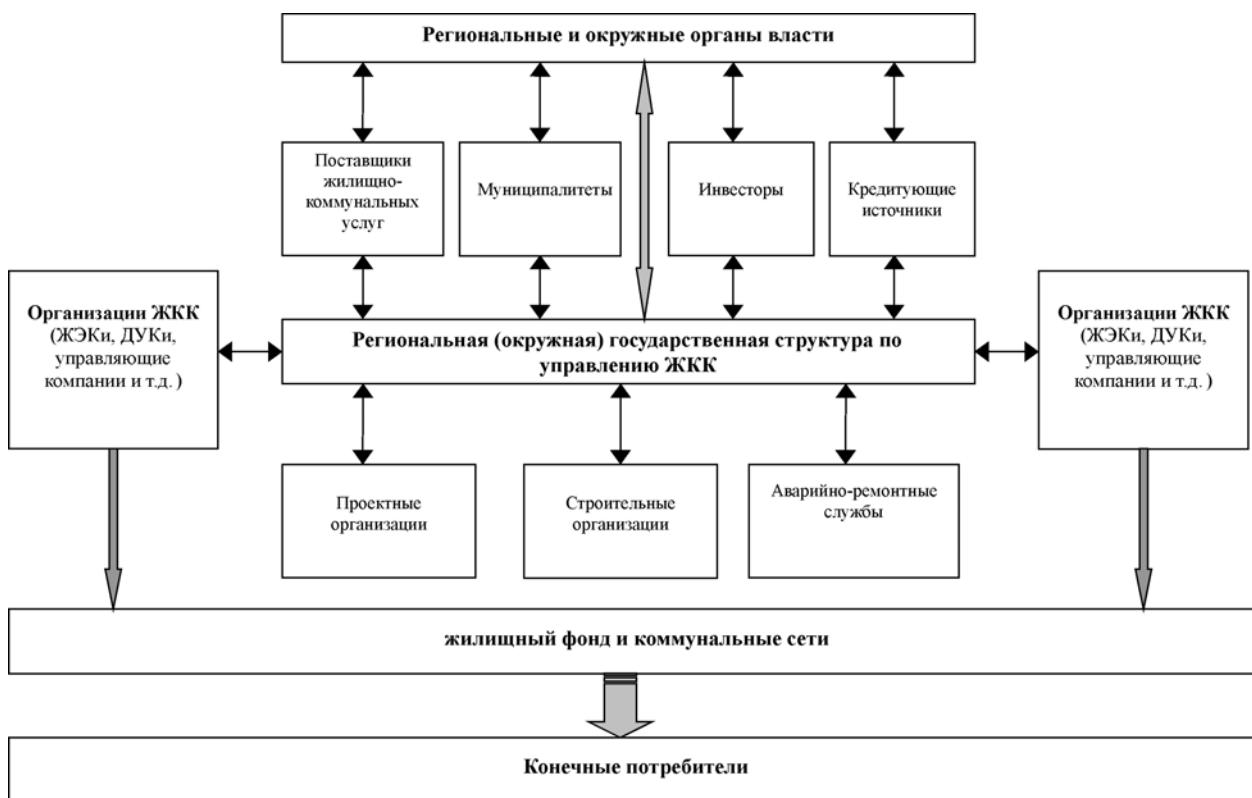 Региональные и окружные органы власти
Поставщики
жилищно-
коммунальных
услуг
Муниципалитеты
Инвесторы
Кредитующие
источники
Организации ЖКК
(ЖЭКи, ДУКи,
управляющие
компании и т.д. )
Региональная (окружная) государственная структура по
управлению ЖКК
Организации ЖКК
(ЖЭКи, ДУКи,
управляющие
компании и т.д. )
Проектные
организации
Строительные
организации
Аварийно-ремонтные
службы
жилищный фонд и коммунальные сети
Конечные потребители